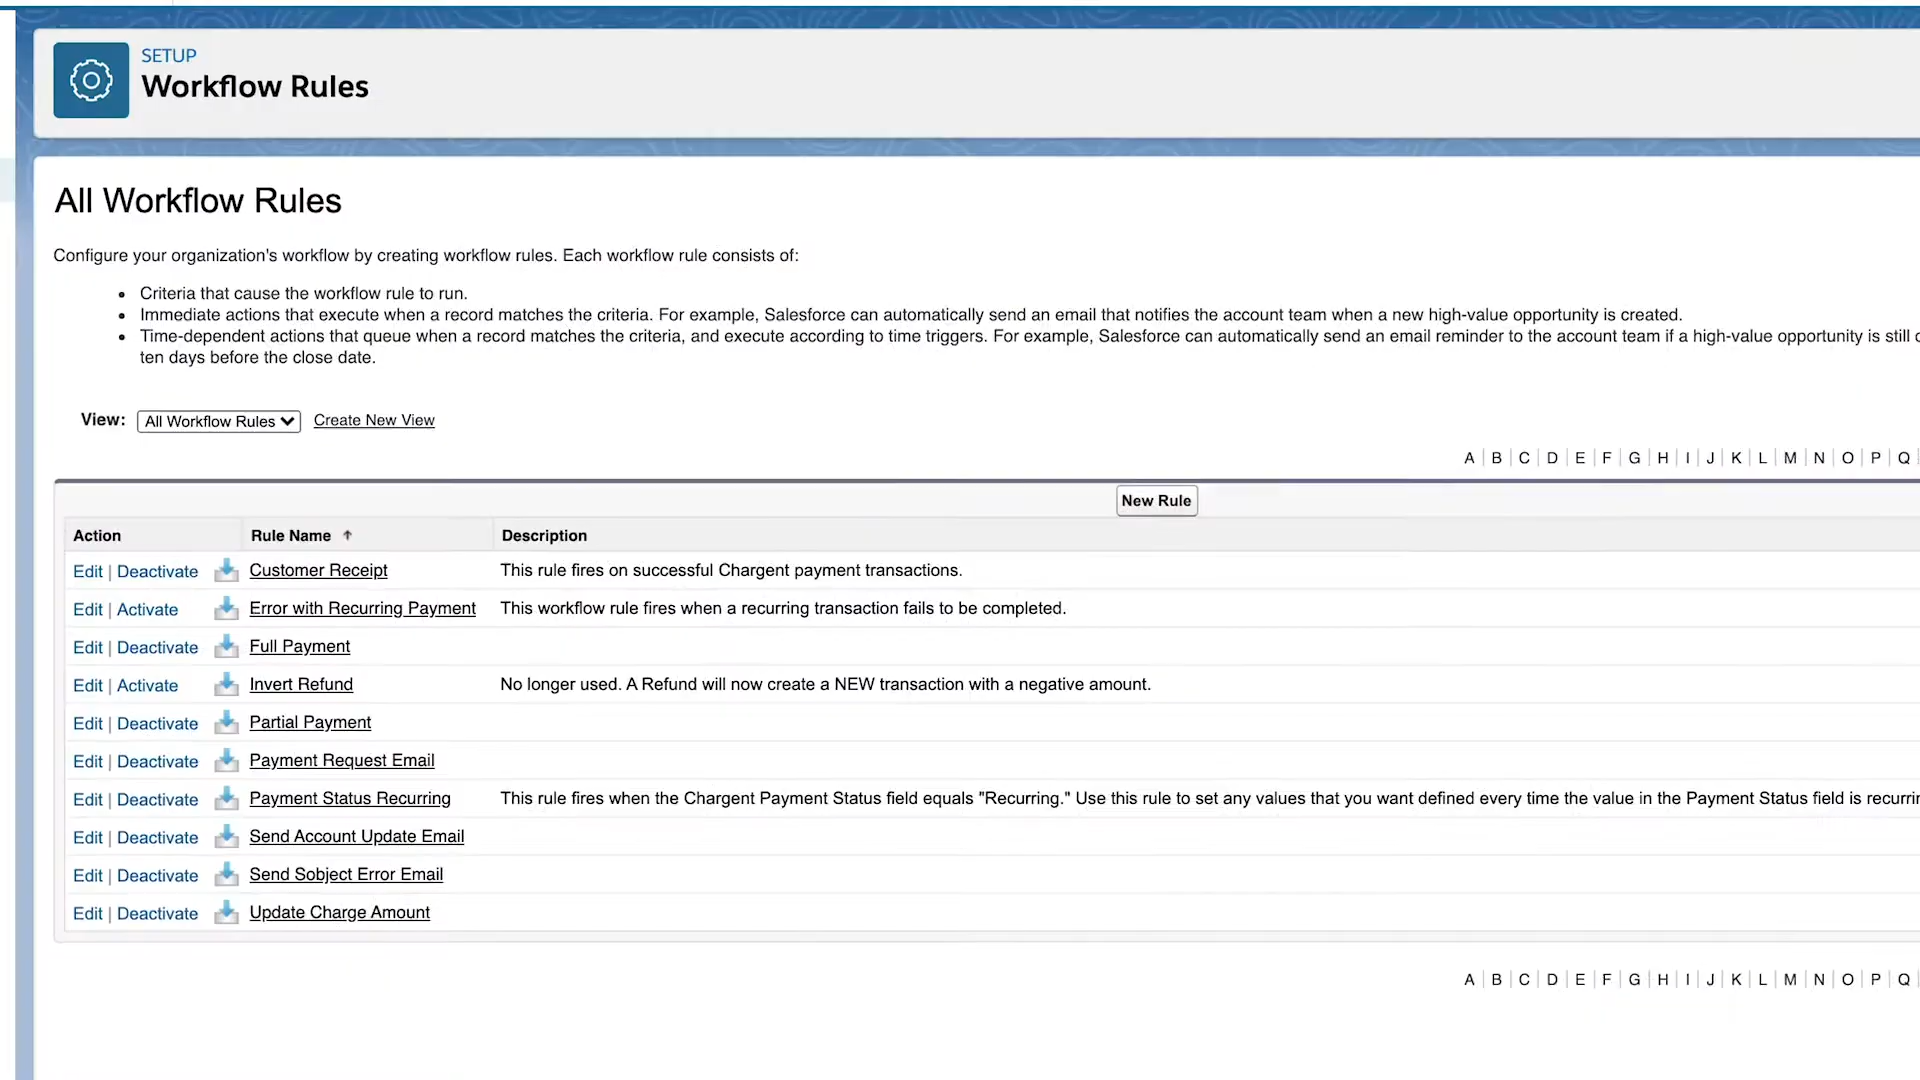 SETUP
Workflow Rules
All Workflow Rules
Configure your organization's workflow by creating workflow rules. Each workflow rule consists of:
• Criteria that cause the workflow rule to run.
• Immediate actions that execute when a record matches the criteria. For example, Salesforce can automatically send an email that notifies the account team when a new high-value opportunity is created.
• Time-dependent actions that queue when a record matches the criteria, and execute according to time triggers. For example, Salesforce can automatically send an email reminder to the account team if a high-value opportunity is still
ten days before the close date.
View: All Workflow Rules Create New View
A | B | C | D | E | F | G | H | I | J | K | L | M | N | O | P | Q
New Rule
Action Rule Name Description
Edit | Deactivate Customer Receipt This rule fires on successful Chargent payment transactions.
Edit | Activate Error with Recurring Payment This workflow rule fires when a recurring transaction fails to be completed.
Edit | Deactivate Full Payment
Edit | Activate Invert Refund No longer used. A Refund will now create a NEW transaction with a negative amount.
Edit | Deactivate Partial Payment
Edit | Deactivate Payment Request Email
Edit | Deactivate Payment Status Recurring This rule fires when the Chargent Payment Status field equals "Recurring." Use this rule to set any values that you want defined every time the value in the Payment Status field is
Edit | Deactivate Send Account Update Email
Edit | Deactivate Send Sobject Error Email
Edit | Deactivate Update Charge Amount
A | B | C | D | E | F | G | H | I | J | K | L | M | N | O | P | Q